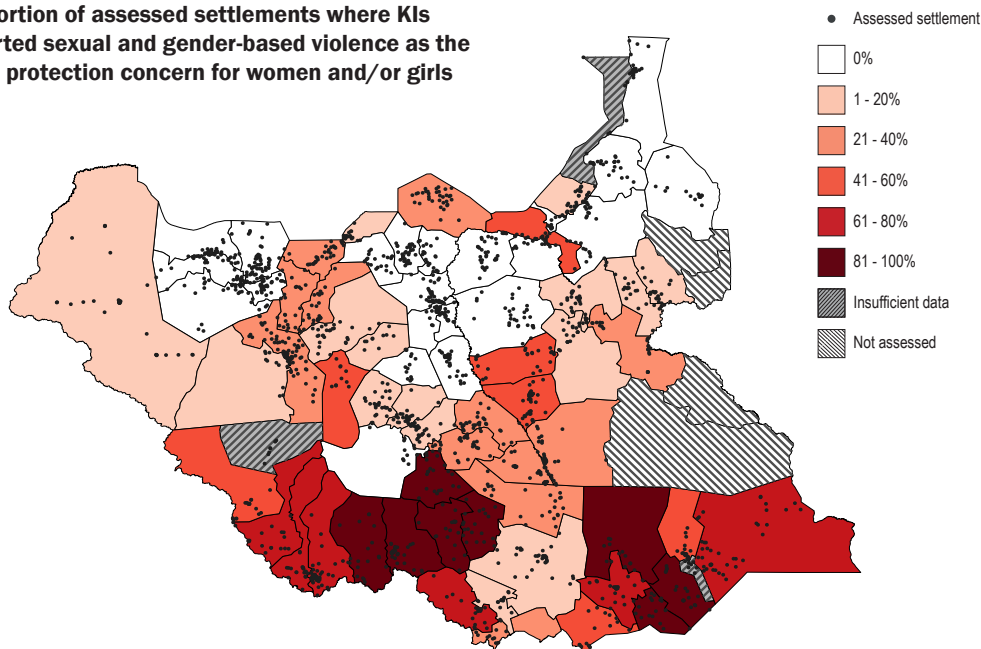 ortion of assessed settlements where KIs
rted sexual and gender-based violence as the
protection concern for women and/or girls
Assessed settlement
0%
1 - 20%
21 - 40%
41 - 60%
61 - 80%
81 - 100%
Insufficient data
Not assessed